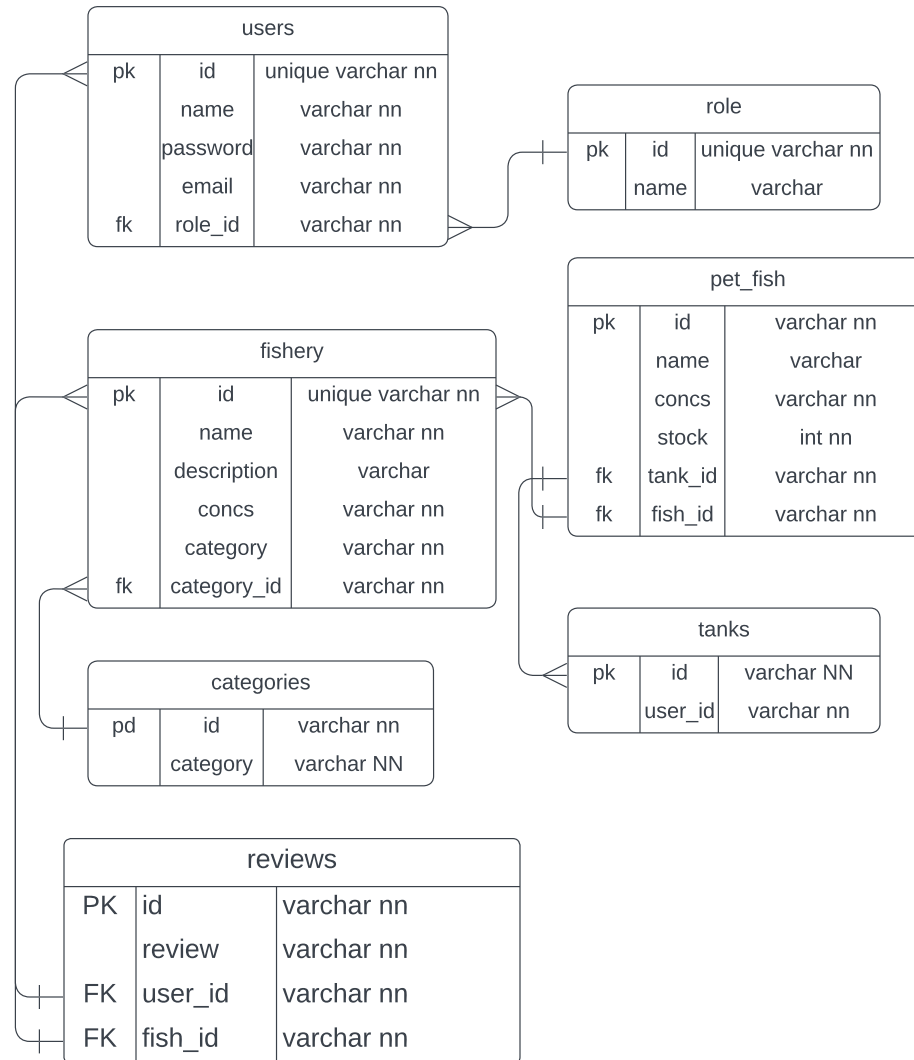 users
pk id unique varchar nn
name varchar nn
password varchar nn
email varchar nn
fk role_id varchar nn
role
pk id unique varchar nn
name varchar
pet_fish
pk id varchar nn
name varchar
concs varchar nn
stock int nn
fk tank_id varchar nn
fk fish_id varchar nn
fishery
pk id unique varchar nn
name varchar nn
description varchar
concs varchar nn
category varchar nn
fk category_id varchar nn
tanks
pk id varchar NN
user_id varchar nn
categories
pd id varchar nn
category varchar NN
reviews
PK id varchar nn
review varchar nn
FK user_id varchar nn
FK fish_id varchar nn